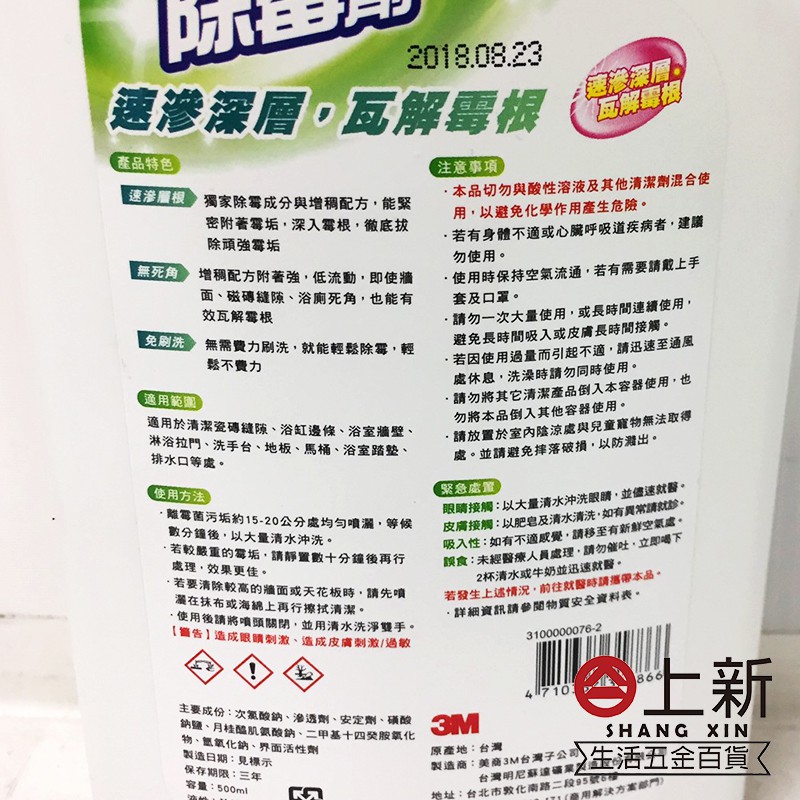 除霉劑
2018.08.23
速滲深層，瓦解霉根
速滲深層，
瓦解霉根
產品特色
速滲層根
獨家除霉成分與增稠配方，能緊
密附著霉垢，深入霉根，徹底拔
除頑強霉垢
無死角
增稠配方附著強，低流動，即使牆
面、磁磚縫隙、浴廁死角，也能有
效瓦解霉根
免刷洗
無需費力刷洗，就能輕鬆除霉，輕
鬆不費力
適用範圍
適用於清潔瓷磚縫隙、浴缸邊條、浴室牆壁、
淋浴拉門、洗手台、地板、馬桶、浴室踏墊、
排水口等處。
使用方法
·離霉菌污垢約15-20公分處均勻噴灑，等候
數分鐘後，以大量清水沖洗。
·若較嚴重的霉垢，請靜置數十分鐘後再行
處理，效果更佳。
·若要清除較高的牆面或天花板時，請先噴
灑在抹布或海綿上再行擦拭清潔。
·使用後請將噴頭關閉，並用清水洗淨雙手。
【警告】造成眼睛刺激、造成皮膚刺激/過敏
主要成份：次氯酸鈉、滲透劑、安定劑、磺酸
鈉鹽、月桂醯肌氨酸鈉、二甲基十四癸胺氧化
物、氫氧化鈉、界面活性劑
製造日期：見標示
保存期限：三年
容量：500ml
注意事項
·本品切勿與酸性溶液及其他清潔劑混合使
用，以避免化學作用產生危險。
·若有身體不適或心臟呼吸道疾病者，建議
勿使用。
·使用時保持空氣流通，若有需要請戴上手
套及口罩。
·請勿一次大量使用，或長時間連續使用，
避免長時間吸入或皮膚長時間接觸。
·若因使用過量而引起不適，請迅速至通風
處休息，洗澡時請勿同時使用。
·請勿將其它清潔產品倒入本容器使用，也
勿將本品倒入其他容器使用。
·請放置於室內陰涼處與兒童寵物無法取得
處。並請避免摔落破損，以防濺出。
緊急處置
眼睛接觸：以大量清水沖洗眼睛，並儘速就醫。
皮膚接觸：以肥皂及清水清洗，如有異常請就診。
吸入性：如有不適感覺，請移至有新鮮空氣處。
誤食：未經醫療人員處理，請勿催吐，立即喝下
2杯清水或牛奶並迅速就醫。
若發生上述情況，前往就醫時請攜帶本品。
·詳細資訊請參閱物質安全資料表。
3100000076-2
4 710 866
3M
原產地：台灣
製造商：美商3M台灣子公司
台灣明尼蘇達礦業
地址：台北市敦化南路二段95號6樓
(商用解決方案部門)
上新
SHANG XIN
生活五金百貨